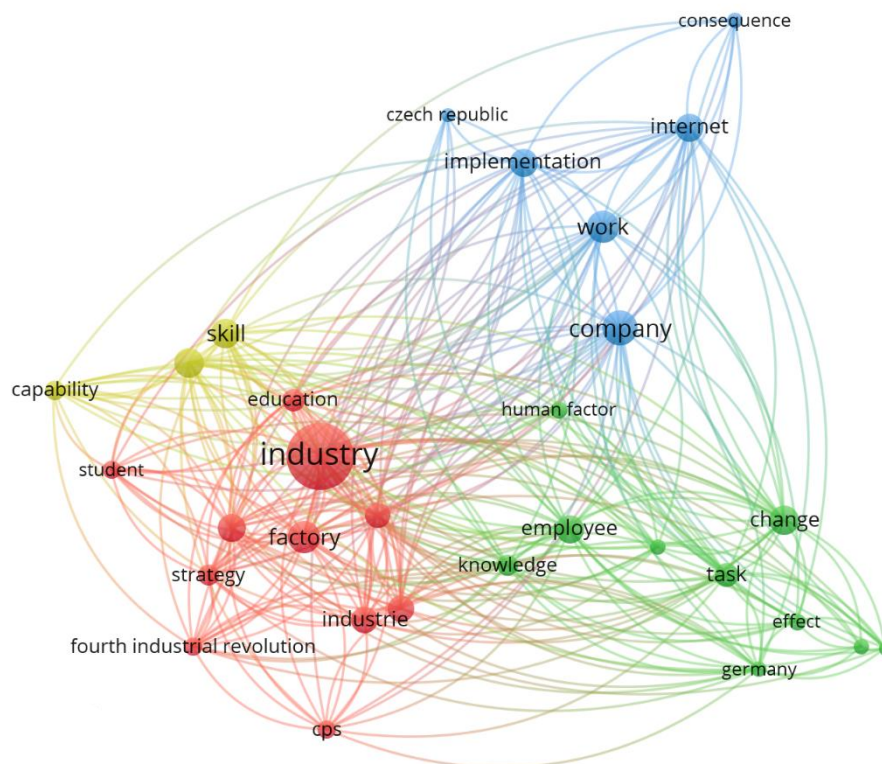 consequence
czech republic
internet
implementation
work
company
skill
capability
education
human factor
industry
student
change
employee
factory
knowledge
strategy
task
industrie
effect
fourth industrial revolution
germany
cps